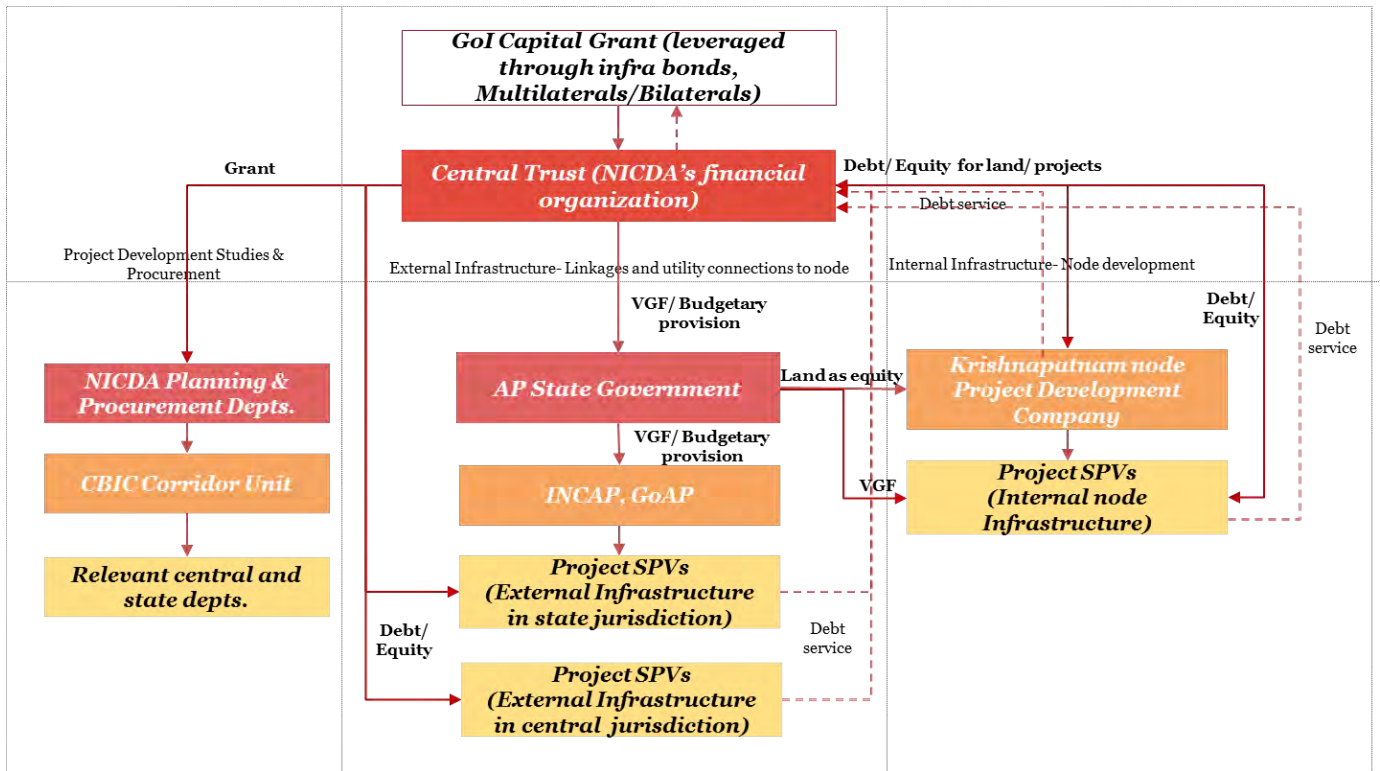 GoI Capital Grant (leveraged
through infra bonds,
Multilaterals/Bilaterals)
Grant
Central Trust (NICDA's financial
organization)
Debt/ Equity for land/ projects
Debt service
Project Development Studies &
Procurement
External Infrastructure- Linkages and utility connections to node
Internal Infrastructure- Node development
VGF/ Budgetary
provision
Debt/
Equity
Debt
service
NICDA Planning &
Procurement Depts.
AP State Government
Land as equity
Krishnapatnam node
Project Development
Company
VGF/ Budgetary
provision
CBIC Corridor Unit
INCAP, GoAP
VGF
Project SPVs
(Internal node
Infrastructure)
Relevant central and
state depts.
Project SPVs
(External Infrastructure
in state jurisdiction)
Debt/
Equity
Debt
service
Project SPVs
(External Infrastructure
in central jurisdiction)